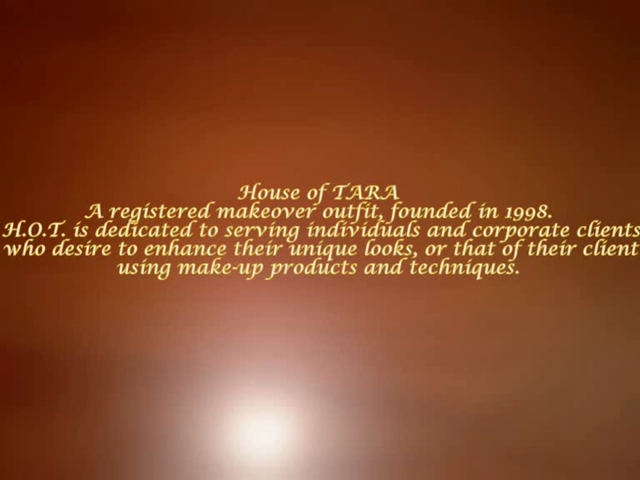 House of TARA
A registered makeover outfit, founded in 1998.
H.O.T. is dedicated to serving individuals and corporate clients
who desire to enhance their unique looks, or that of their client
using make-up products and techniques.